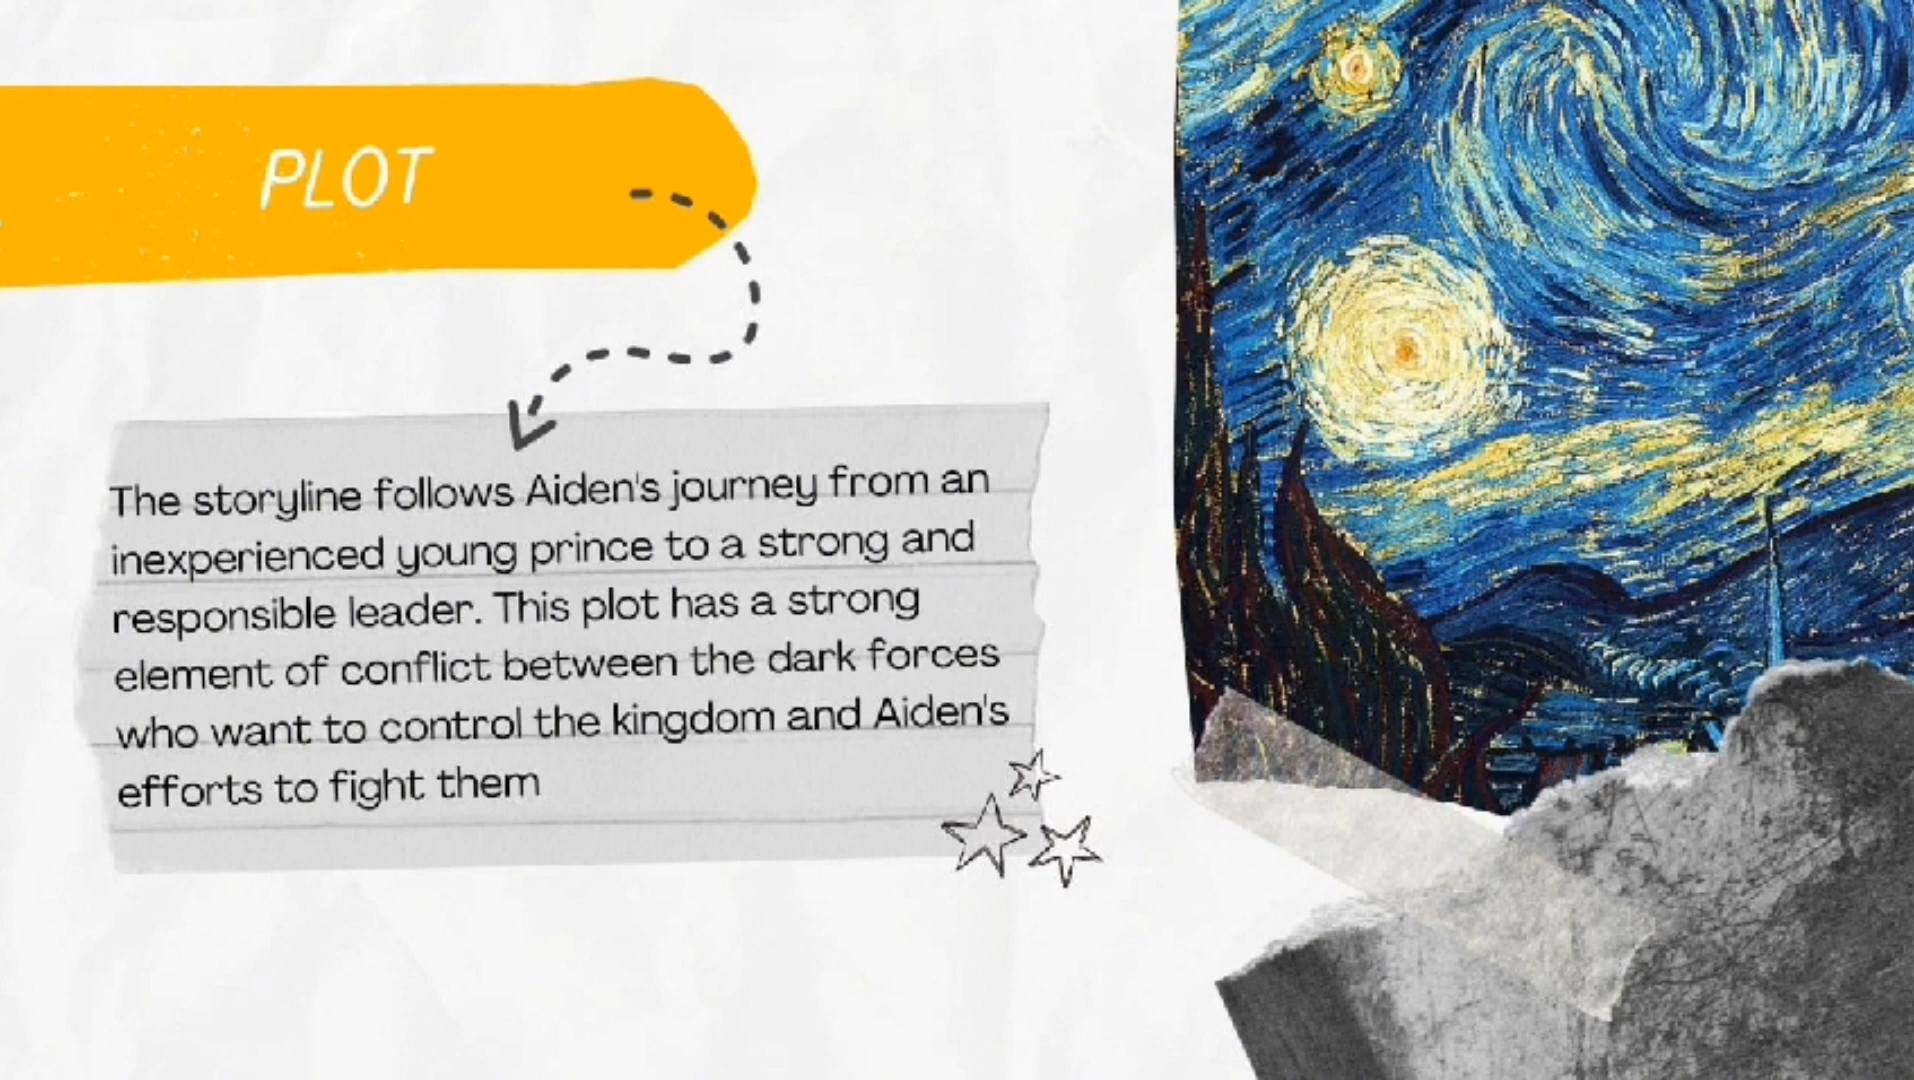 PLOT
The storyline follows Aiden's journey from an
inexperienced young prince to a strong and
responsible leader. This plot has a strong
element of conflict between the dark forces
who want to control the kingdom and Aiden's
efforts to fight them